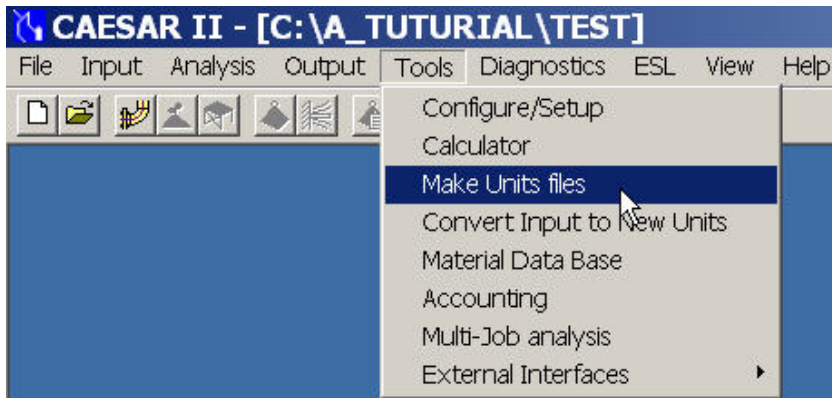 CAESAR II - [C:\A_TUTURIAL\TEST]
File Input Analysis Output Tools Diagnostics ESL View Help
Configure/Setup
Calculator
Make Units files
Convert Input to New Units
Material Data Base
Accounting
Multi-Job analysis
External Interfaces